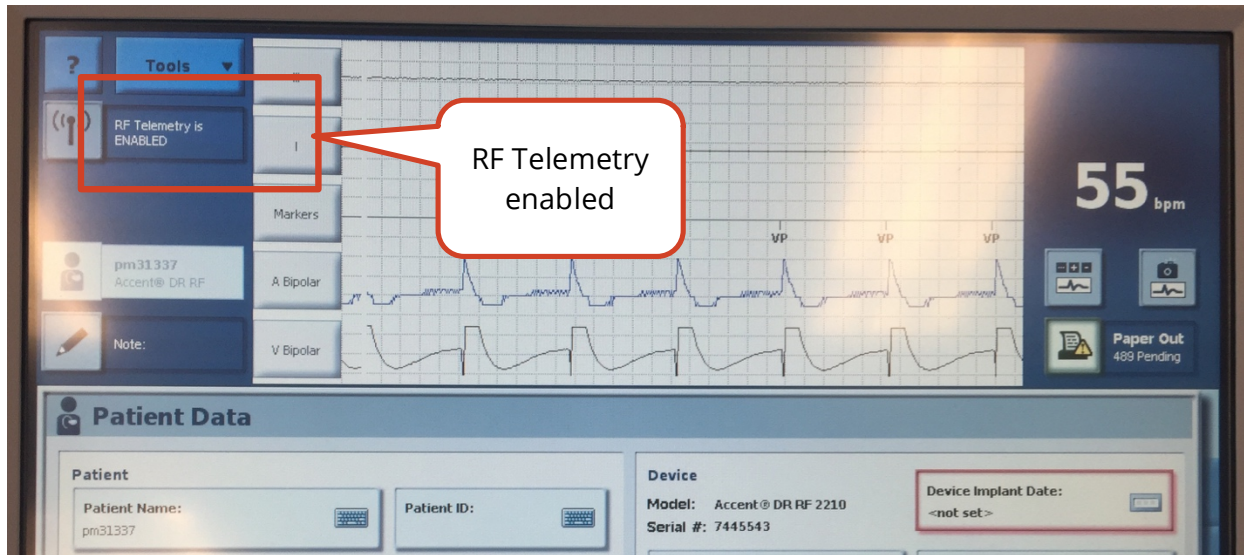 ?
Tools
RF Telemetry is
ENABLED
I
Markers
A Bipolar
V Bipolar
pm31337
Accent® DR RF
Note:
RF Telemetry
enabled
VP
VP
VP
55 bpm
Paper Out
489 Pending
Patient Data
Patient
Patient Name:
pm31337
Patient ID:
Device
Model: Accent® DR RF 2210
Serial #: 7445543
Device Implant Date:
<not set>